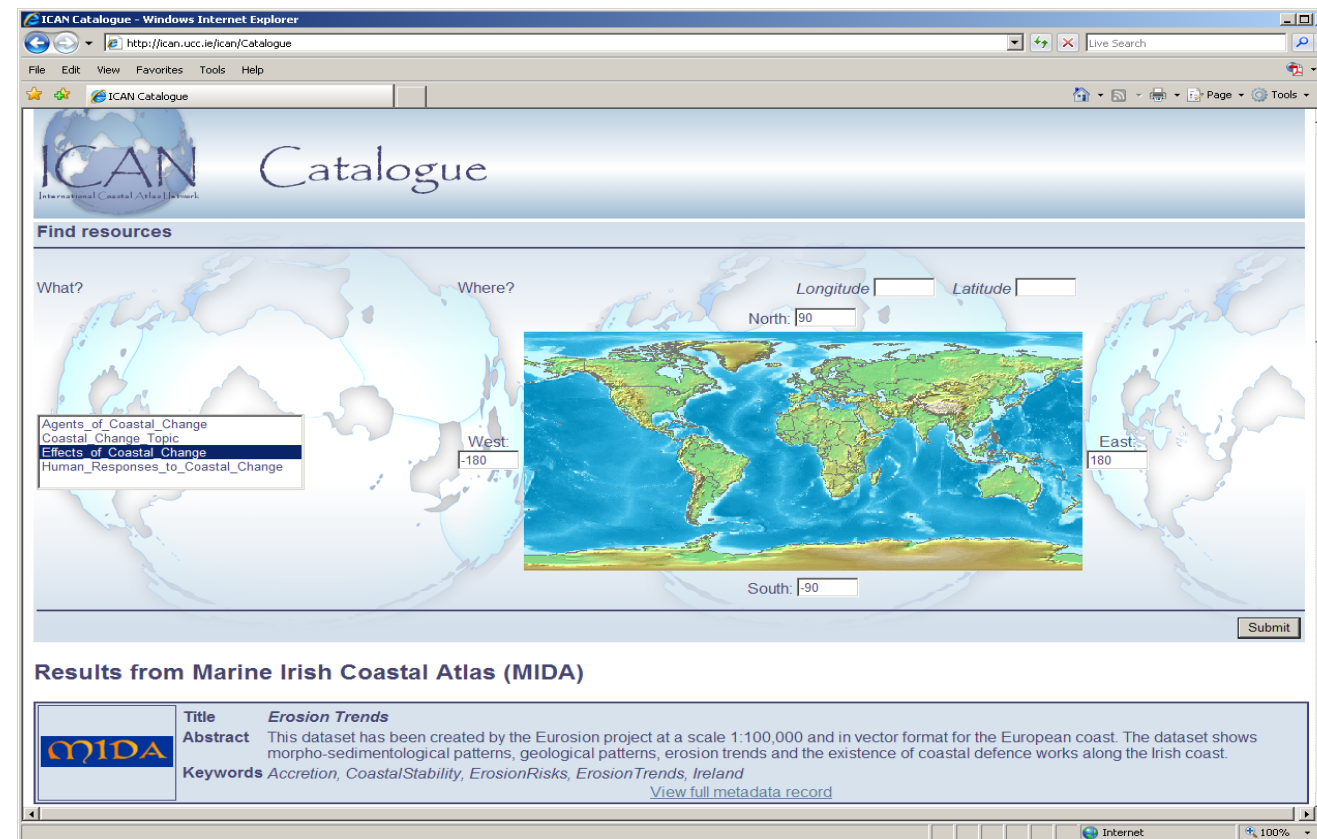 ICAN Catalogue - Windows Internet Explorer
http://ican.ucc.ie/ican/Catalogue
Live Search
File Edit View Favorites Tools Help
ICAN Catalogue
Page Tools
ICAN
International Coastal Atlas Network
Catalogue
Find resources
What?
Where?
Longitude Latitude
North: 90
Agents_of_Coastal_Change
Coastal_Change_Topic
Effects_of_Coastal_Change
Human_Responses_to_Coastal_Change
West:
-180
East:
180
South: -90
Submit
Results from Marine Irish Coastal Atlas (MIDA)
MIDA
Title Erosion Trends
Abstract This dataset has been created by the Eurosion project at a scale 1:100,000 and in vector format for the European coast. The dataset shows
morpho-sedimentological patterns, geological patterns, erosion trends and the existence of coastal defence works along the Irish coast.
Keywords Accretion, CoastalStability, ErosionRisks, ErosionTrends, Ireland
View full metadata record
Internet 100%